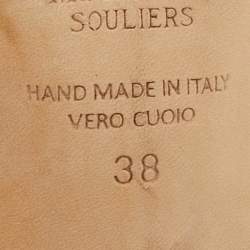 SOULIERS
HAND MADE IN ITALY
VERO CUOIO
38